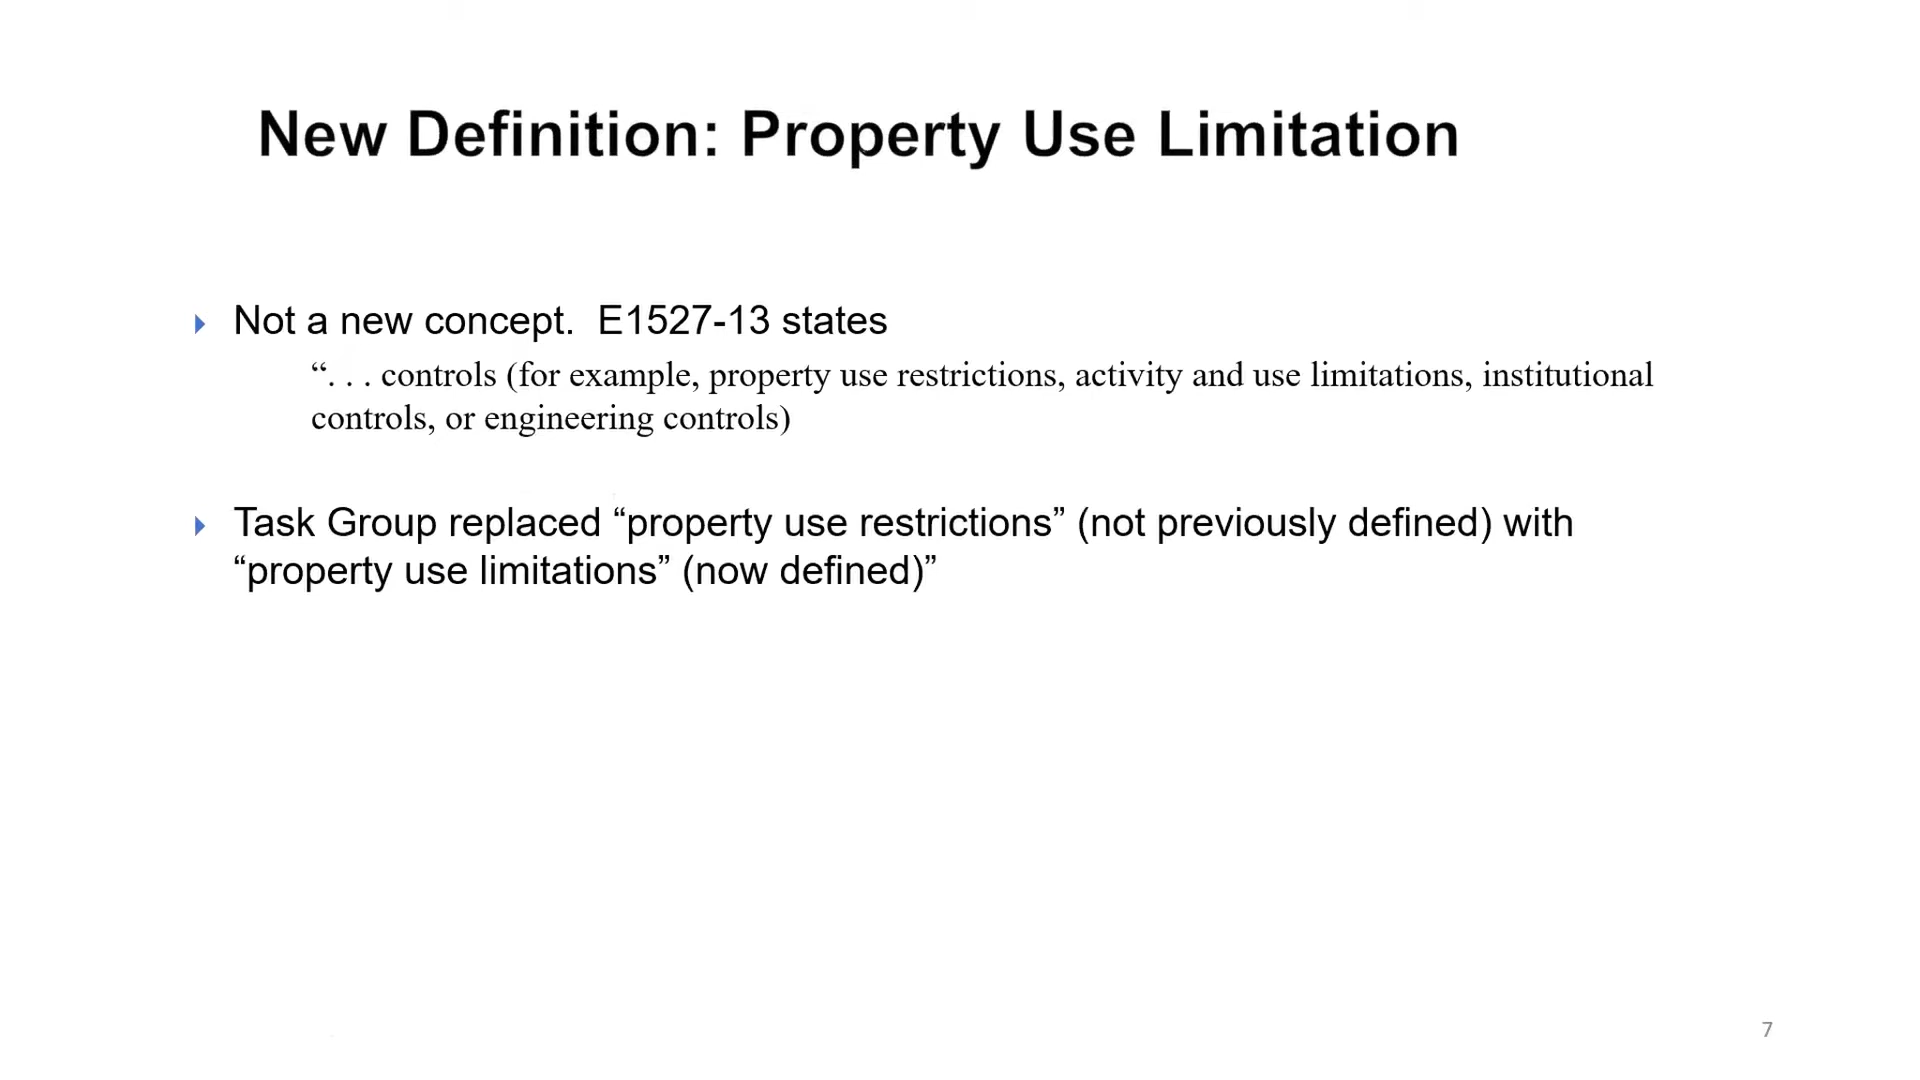 New Definition: Property Use Limitation
Not a new concept.  E1527-13 states
“. . . controls (for example, property use restrictions, activity and use limitations, institutional
controls, or engineering controls)
Task Group replaced “property use restrictions” (not previously defined) with
“property use limitations” (now defined)”
7